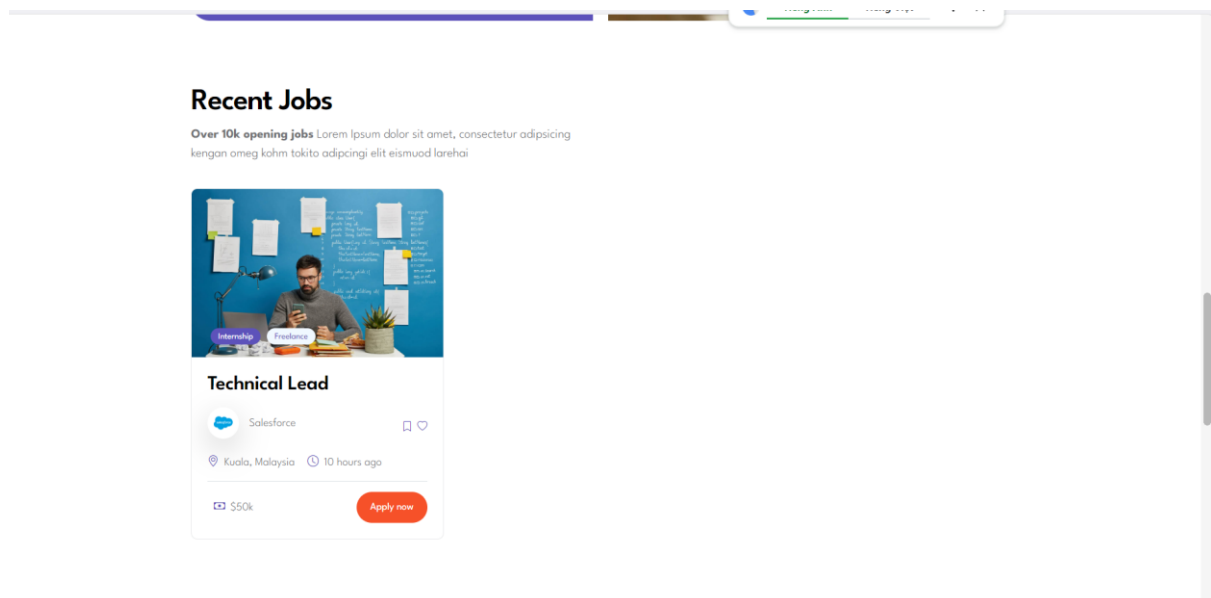 Recent Jobs
Over 10k opening jobs Lorem Ipsum dolor sit amet, consectetur adipsicing
kengan omeg kohm tokito adipcingi elit eismuod larehai
Internship
Freelance
Technical Lead
Salesforce
Kuala, Malaysia
10 hours ago
$50k
Apply now